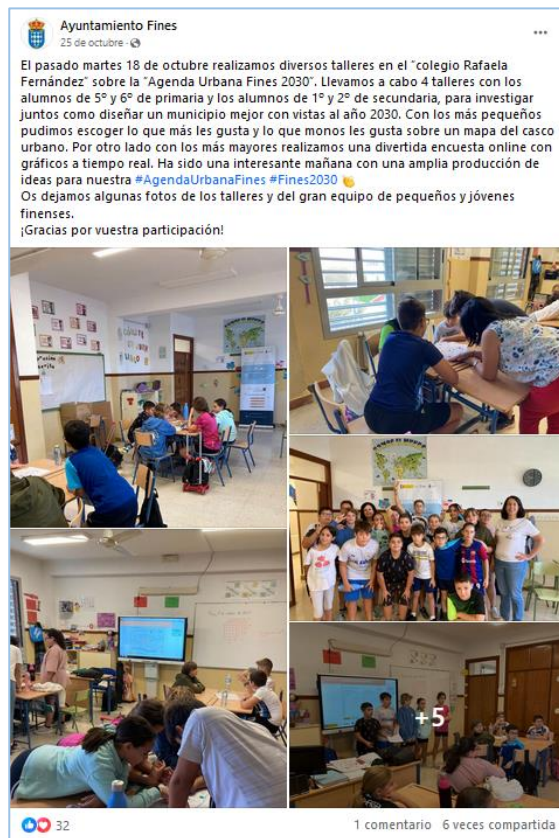 Ayuntamiento Fines
25 de octubre ·
El pasado martes 18 de octubre realizamos diversos talleres en el "colegio Rafaela
Fernández" sobre la "Agenda Urbana Fines 2030". Llevamos a cabo 4 talleres con los
alumnos de 5º y 6º de primaria y los alumnos de 1º y 2º de secundaria, para investigar
juntos como diseñar un municipio mejor con vistas al año 2030. Con los más pequeños
pudimos escoger lo que más les gusta y lo que monos les gusta sobre un mapa del casco
urbano. Por otro lado con los más mayores realizamos una divertida encuesta online con
gráficos a tiempo real. Ha sido una interesante mañana con una amplia producción de
ideas para nuestra #AgendaUrbanaFines #Fines2030 👏
Os dejamos algunas fotos de los talleres y del gran equipo de pequeños y jóvenes
finenses.
¡Gracias por vuestra participación!
+5
32
1 comentario 6 veces compartida